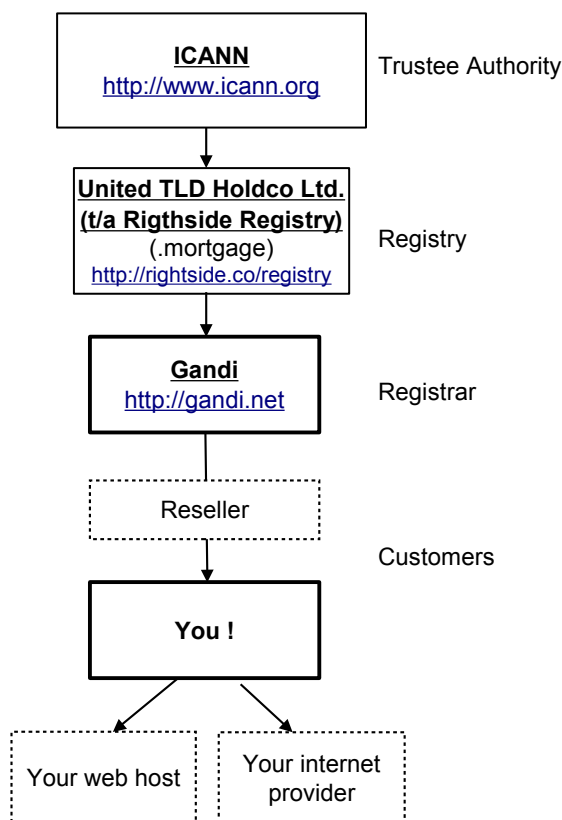 ICANN
http://www.icann.org
Trustee Authority
United TLD Holdco Ltd.
(t/a Rigthside Registry)
(.mortgage)
http://rightside.co/registry
Registry
Gandi
http://gandi.net
Registrar
Reseller
Customers
You !
Your web host
Your internet
provider